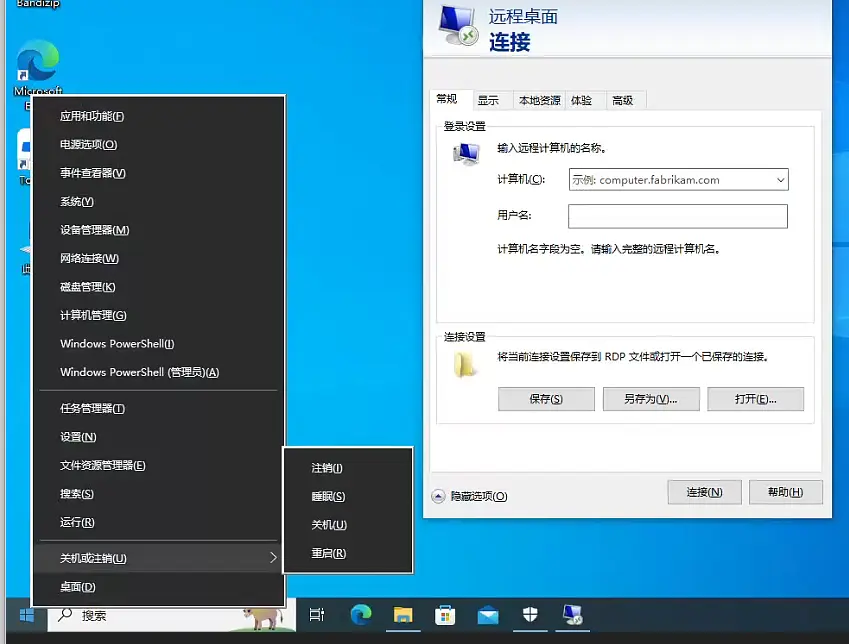 Bandizip
Microsoft
应用和功能(F)
电源选项(O)
事件查看器(V)
系统(Y)
设备管理器(M)
网络连接(W)
磁盘管理(K)
计算机管理(G)
Windows PowerShell(I)
Windows PowerShell (管理员)(A)
任务管理器(T)
设置(N)
文件资源管理器(E)
搜索(S)
运行(R)
关机或注销(U)
桌面(D)
注销(I)
睡眠(S)
关机(U)
重启(R)
搜索
远程桌面
连接
常规 显示 本地资源 体验 高级
登录设置
输入远程计算机的名称。
计算机(C): 示例: computer.fabrikam.com
用户名:
计算机名字段为空。请输入完整的远程计算机名。
连接设置
将当前连接设置保存到 RDP 文件或打开一个已保存的连接。
保存(S) 另存为(V)... 打开(E)...
隐藏选项(O) 连接(N) 帮助(H)